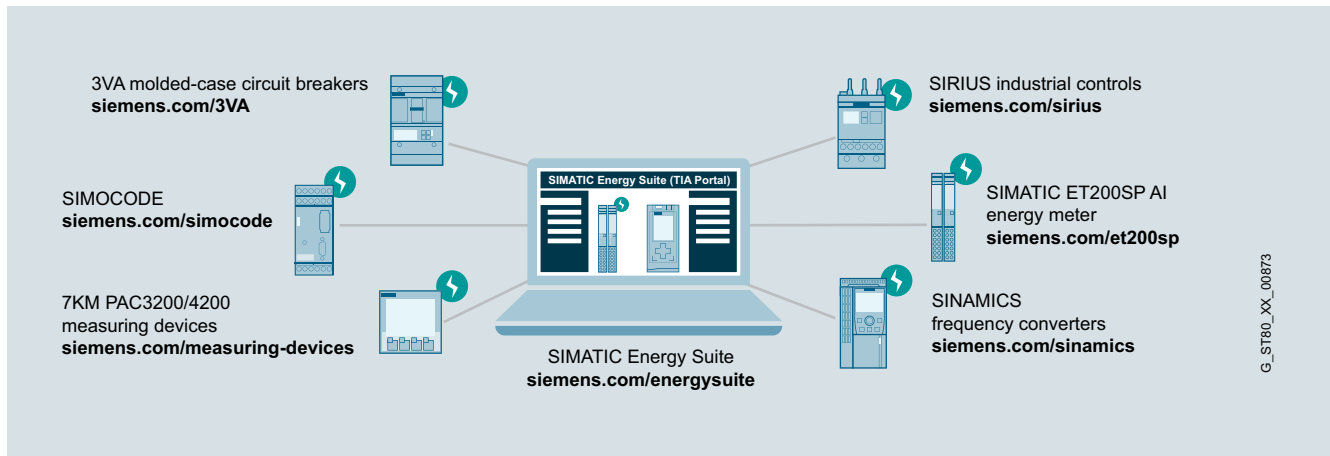 3VA molded-case circuit breakers
siemens.com/3VA
SIMOCODE
siemens.com/simocode
7KM PAC3200/4200
measuring devices
siemens.com/measuring-devices
SIMATIC Energy Suite (TIA Portal)
SIMATIC Energy Suite
siemens.com/energysuite
SIRIUS industrial controls
siemens.com/sirius
SIMATIC ET200SP AI
energy meter
siemens.com/et200sp
SINAMICS
frequency converters
siemens.com/sinamics
G_ST80_XX_00873